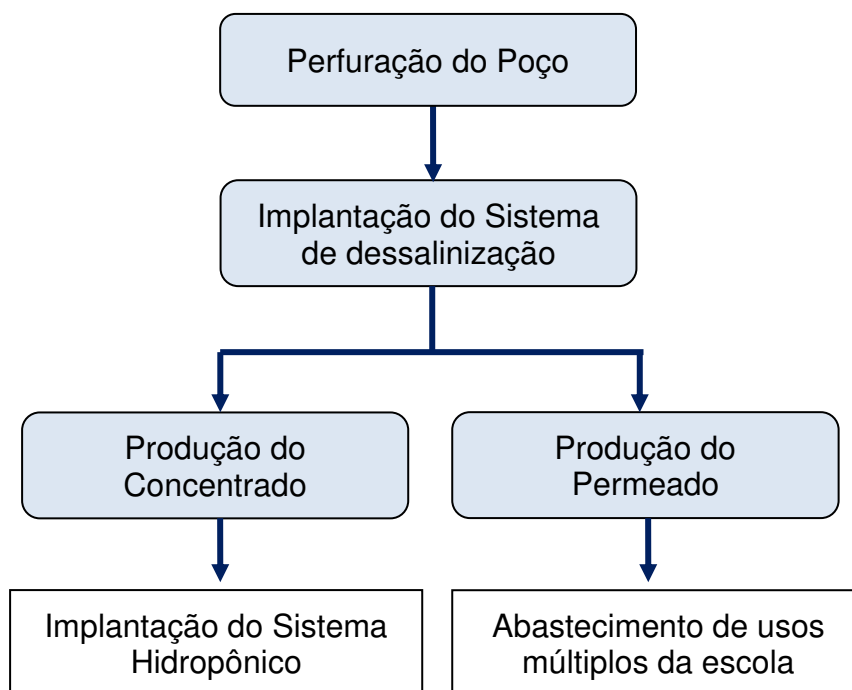 Perfuração do Poço
Implantação do Sistema
de dessalinização
Produção do
Concentrado
Produção do
Permeado
Implantação do Sistema
Hidropônico
Abastecimento de usos
múltiplos da escola